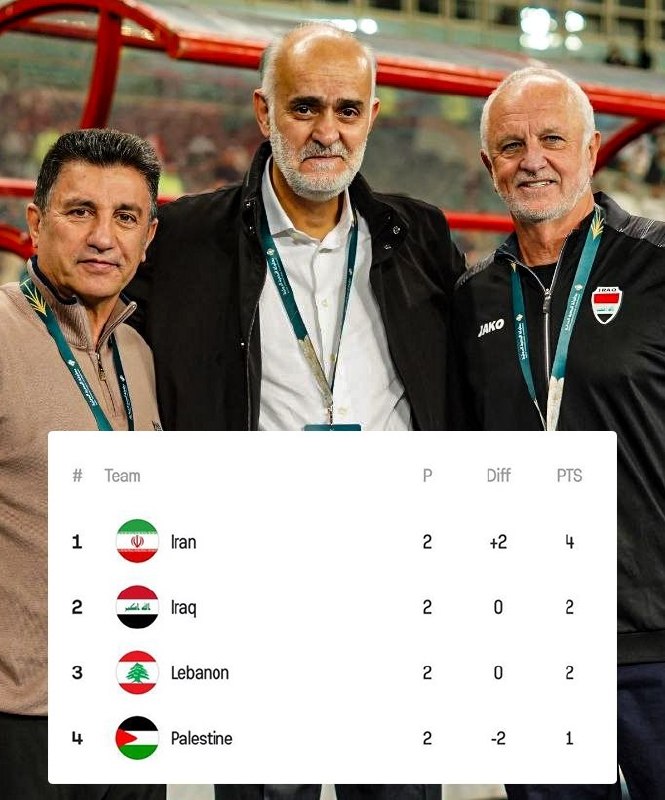 IRAQ
JAKO
# Team P Diff PTS
1 Iran 2 +2 4
2 Iraq 2 0 2
3 Lebanon 2 0 2
4 Palestine 2 -2 1